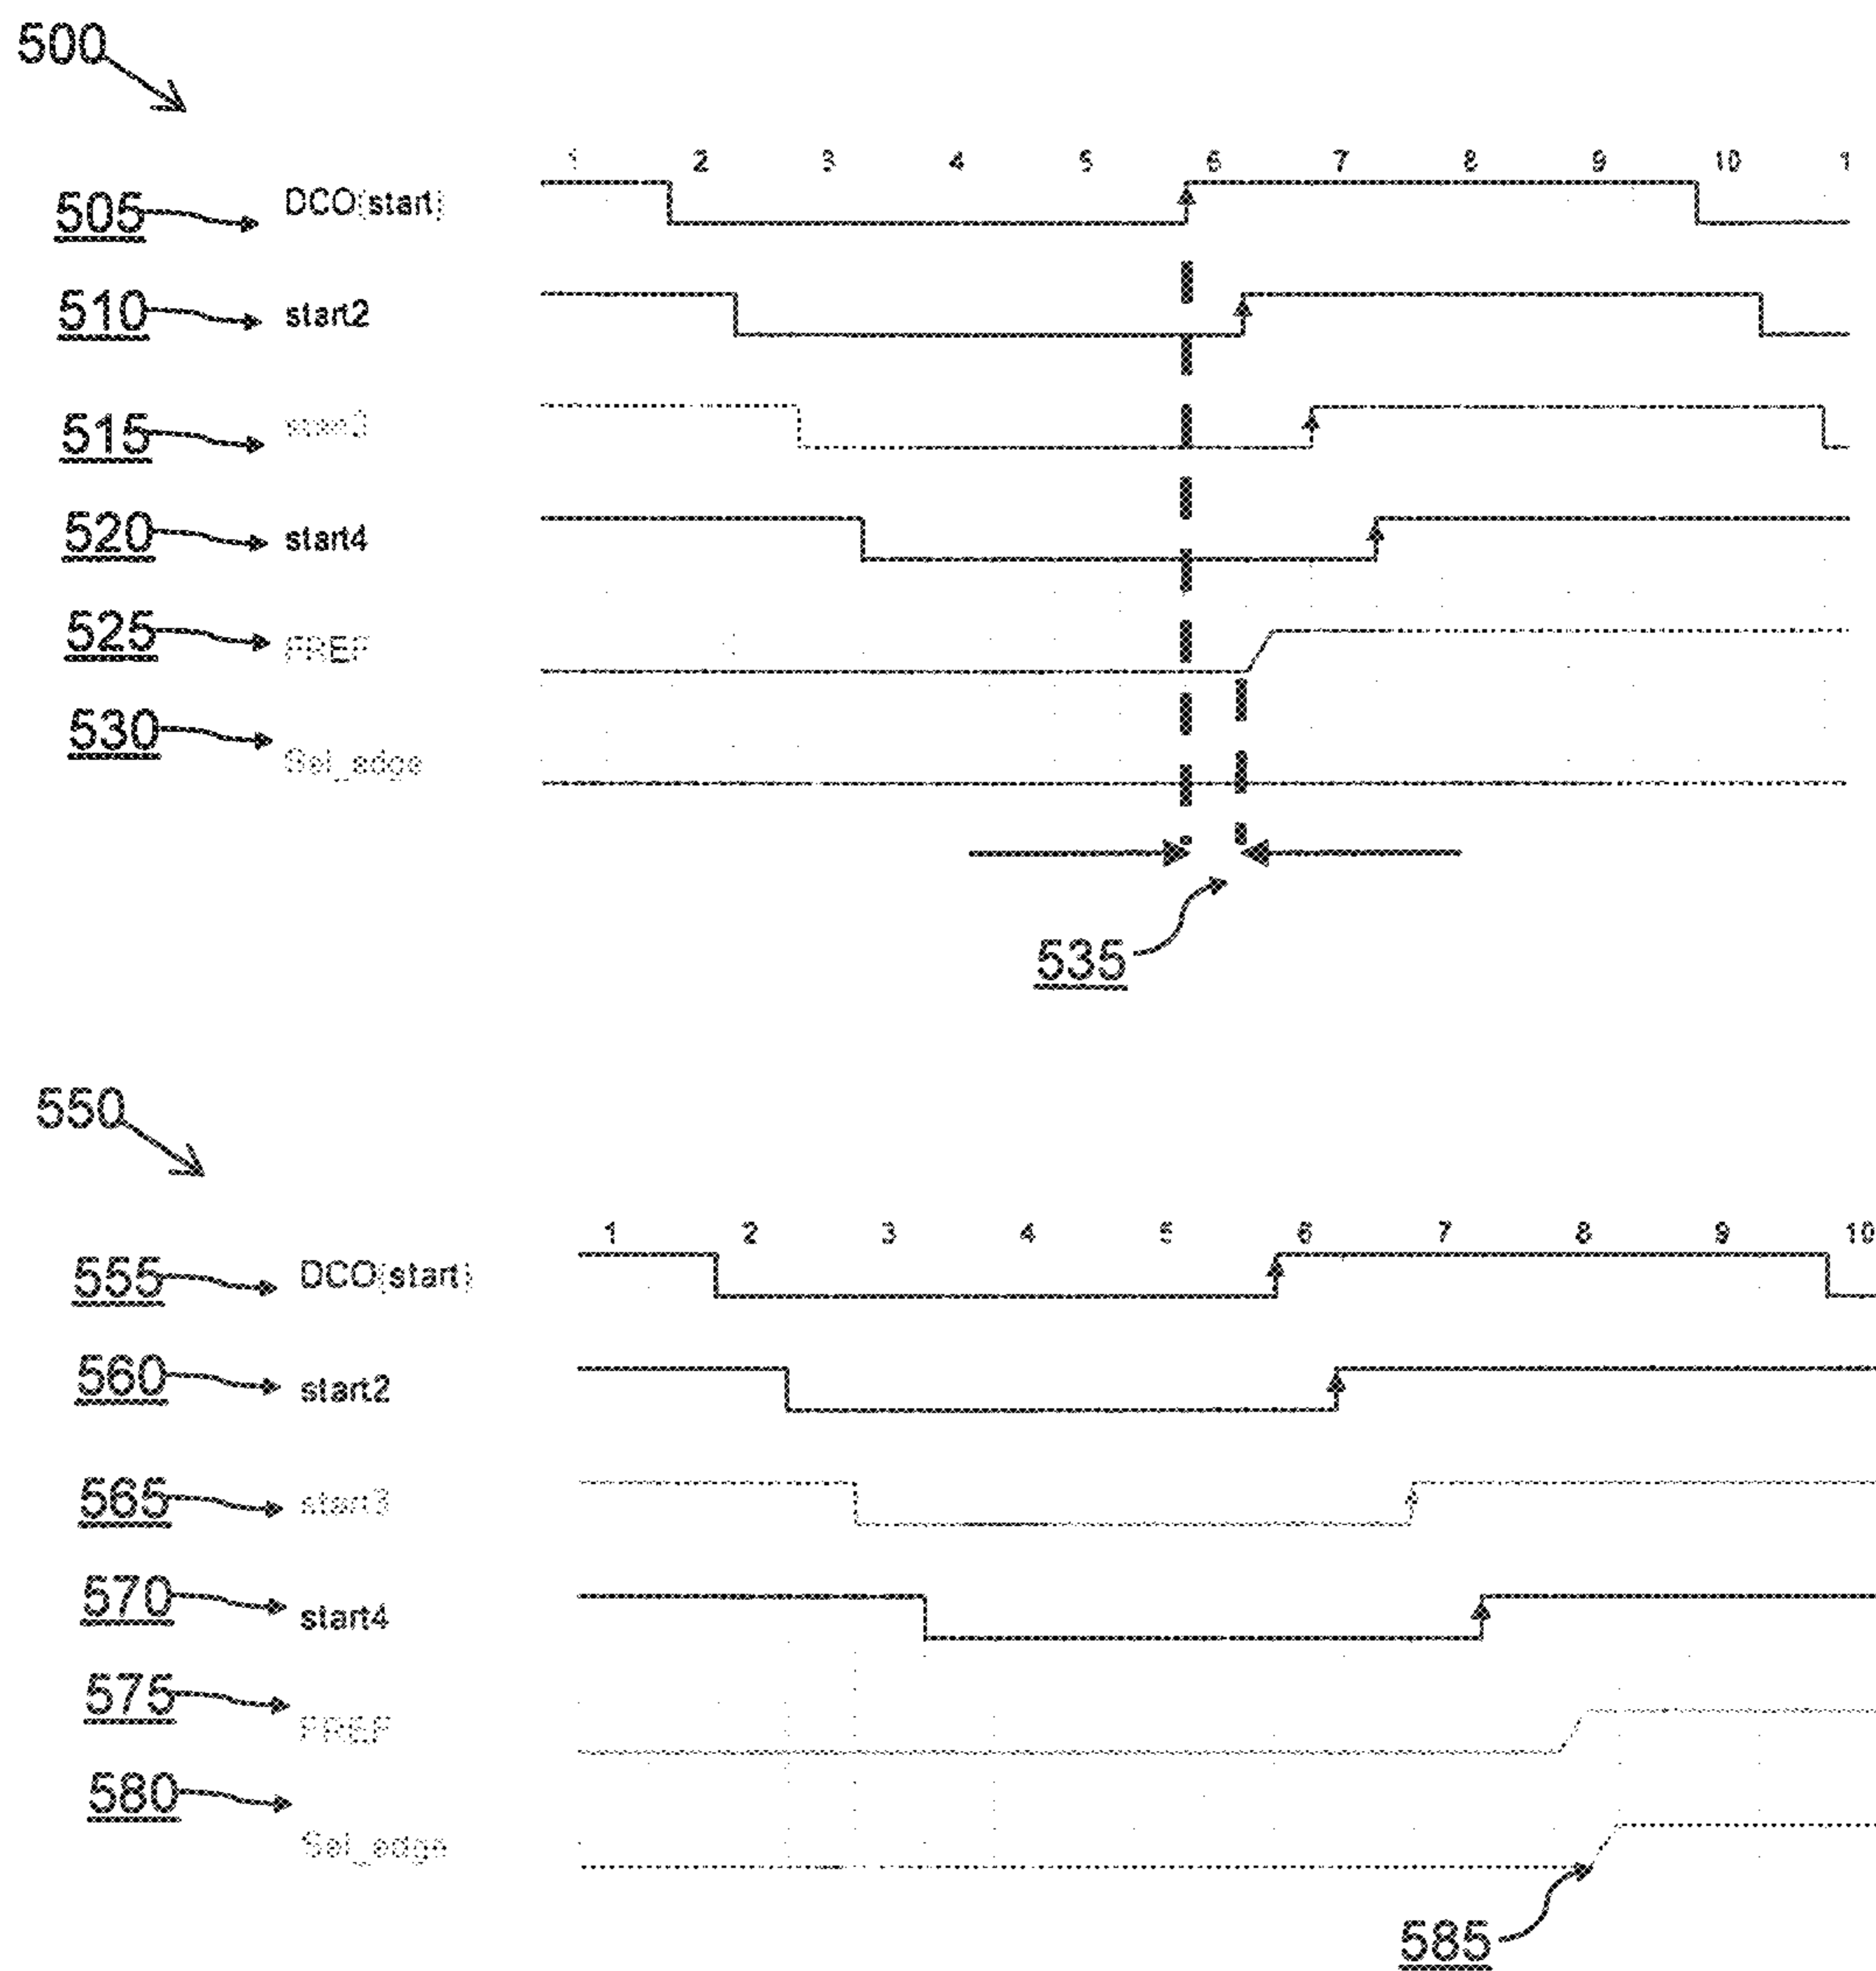 500
1 2 3 4 5 6 7 8 9 10 1
505 DCO(start)
510 start2
515
520 start4
525 FREF
530 Sel_edge
535
550
1 2 3 4 5 6 7 8 9 10
555 DCO(start)
560 start2
565 start3
570 start4
575 FREF
580 Sel_edge
585